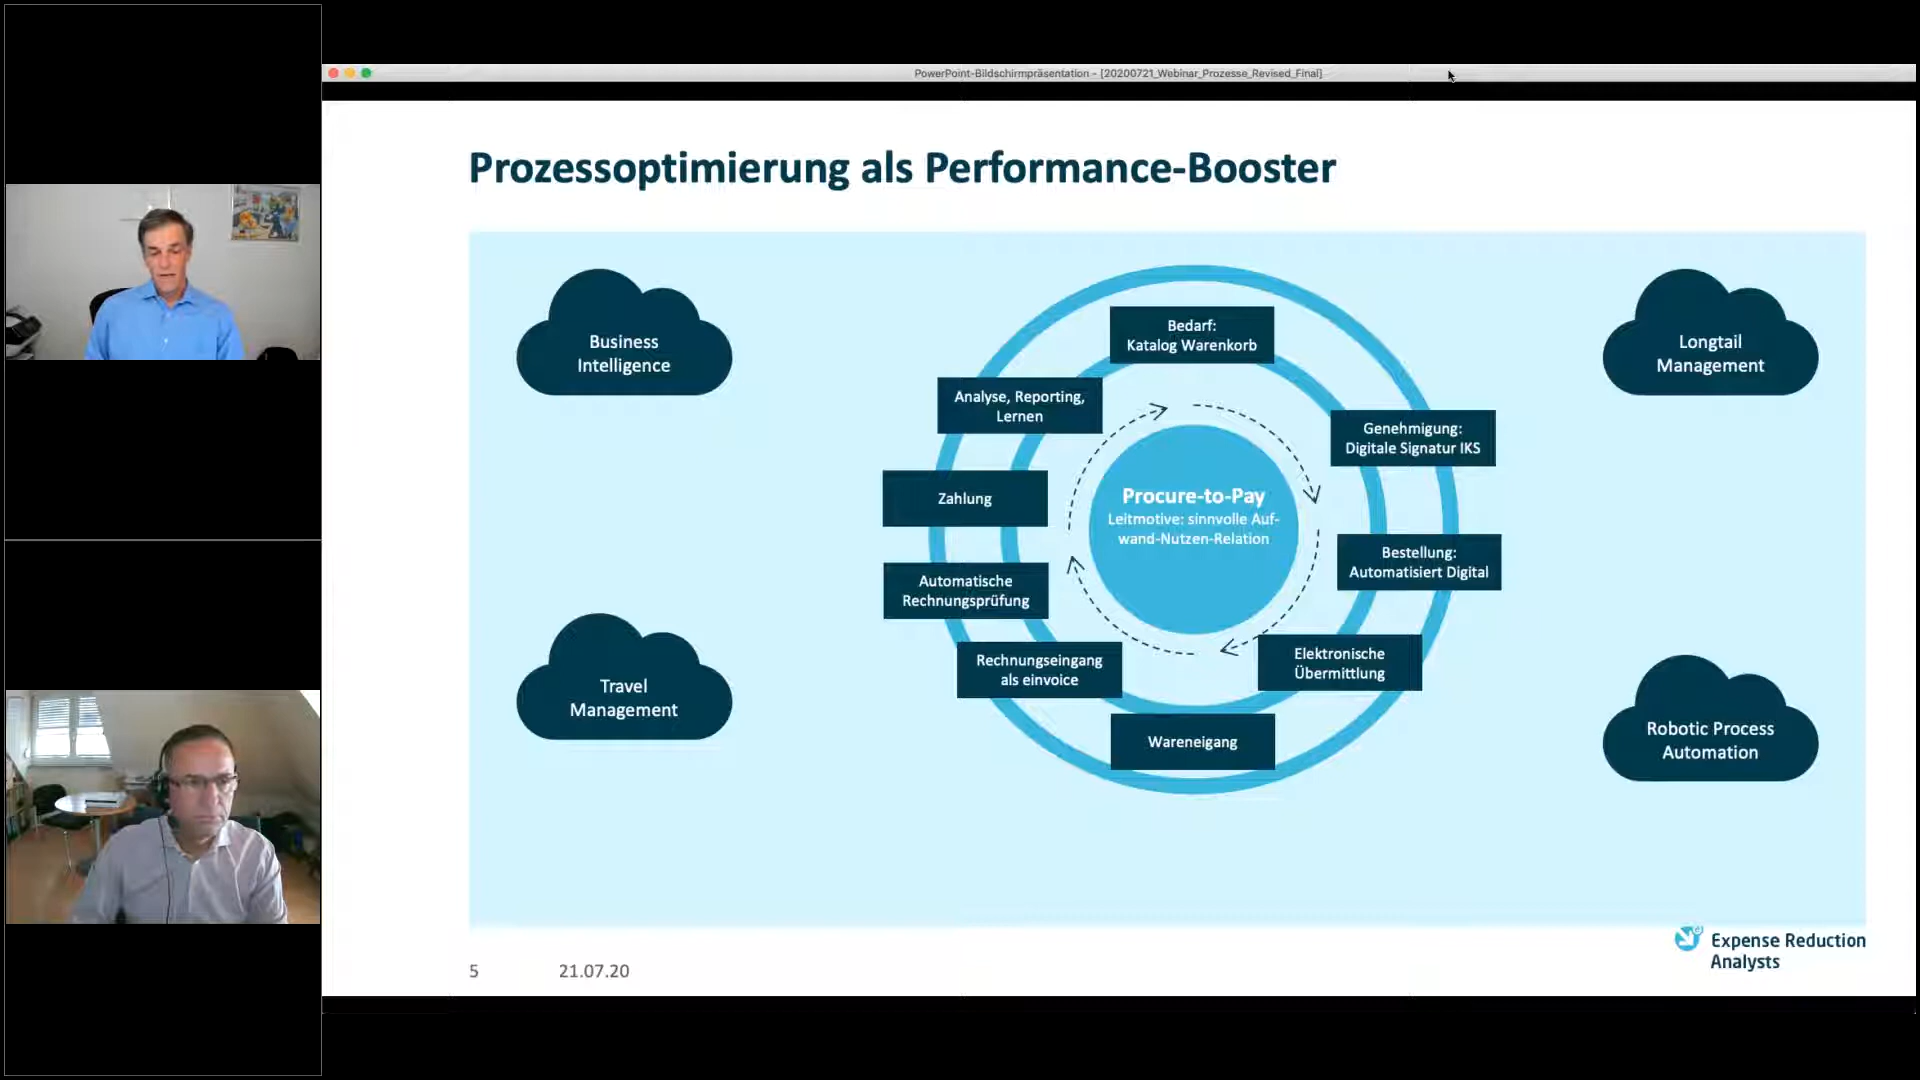 PowerPoint-Bildschirmpräsentation - [20200721_Webinar_Prozesse_Revised_Final]
Prozessoptimierung als Performance-Booster
Business
Intelligence
Longtail
Management
Bedarf:
Katalog Warenkorb
Analyse, Reporting,
Lernen
Genehmigung:
Digitale Signatur IKS
Zahlung
Procure-to-Pay
Leitmotive: sinnvolle Auf-
wand-Nutzen-Relation
Bestellung:
Automatisiert Digital
Automatische
Rechnungsprüfung
Elektronische
Übermittlung
Rechnungseingang
als einvoice
Wareneigang
Travel
Management
Robotic Process
Automation
Expense Reduction
Analysts
5
21.07.20